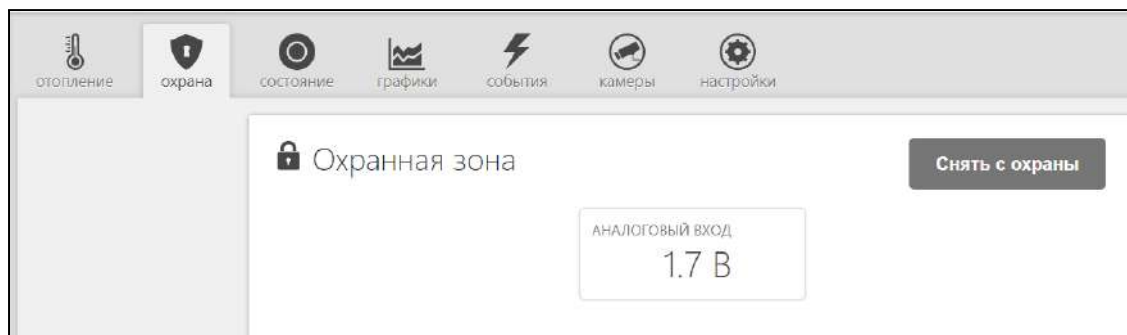 отопление охрана состояние графики события камеры настройки
Охранная зона
Снять с охраны
АНАЛОГОВЫЙ ВХОД
1.7 В